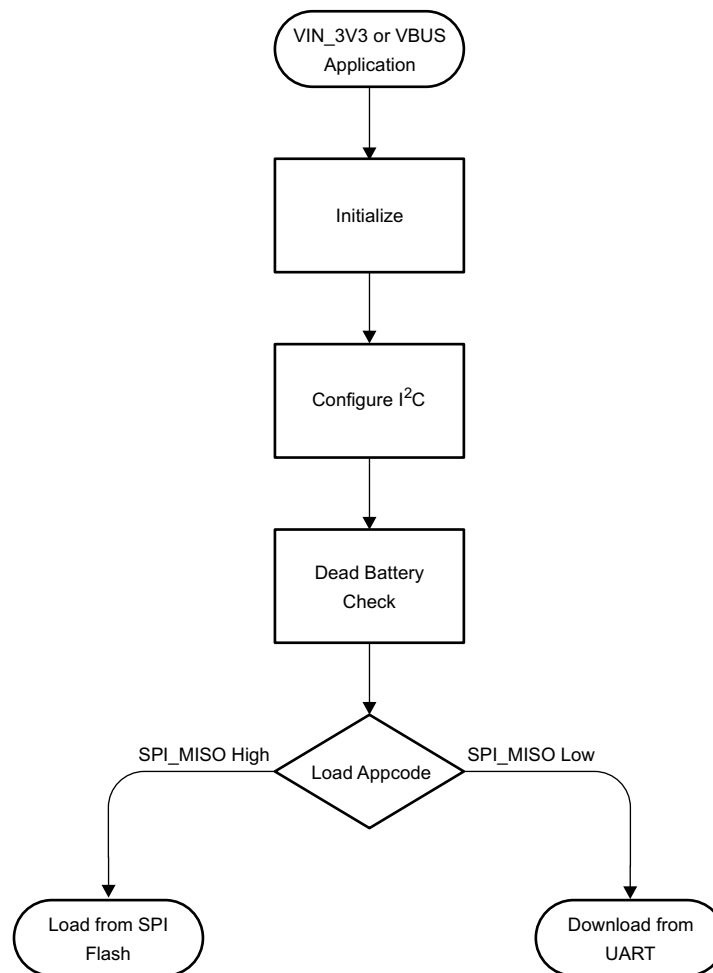 VIN_3V3 or VBUS
Application
Initialize
Configure I²C
Dead Battery
Check
SPI_MISO High
SPI_MISO Low
Load Appcode
Load from SPI
Flash
Download from
UART